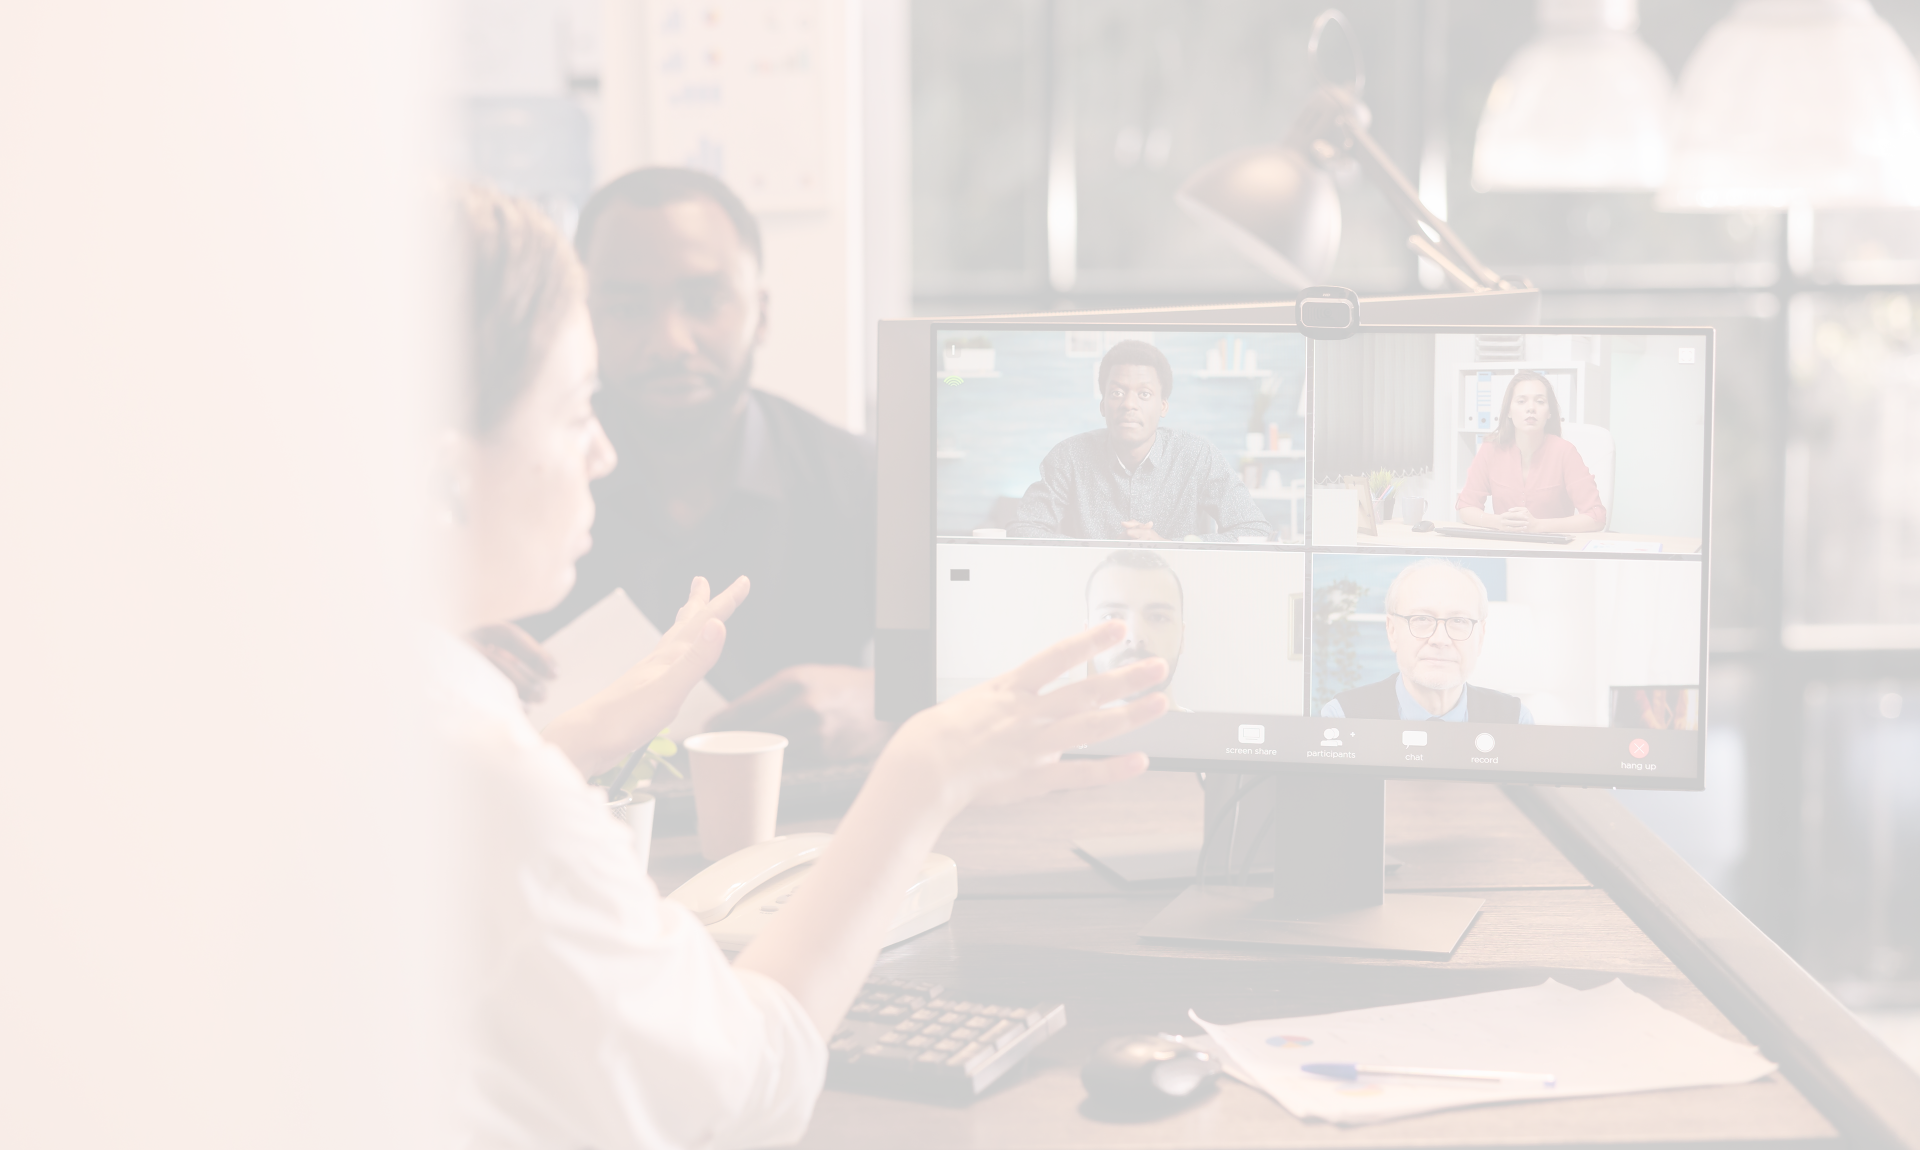 screen share
participants
chat
record
hang up